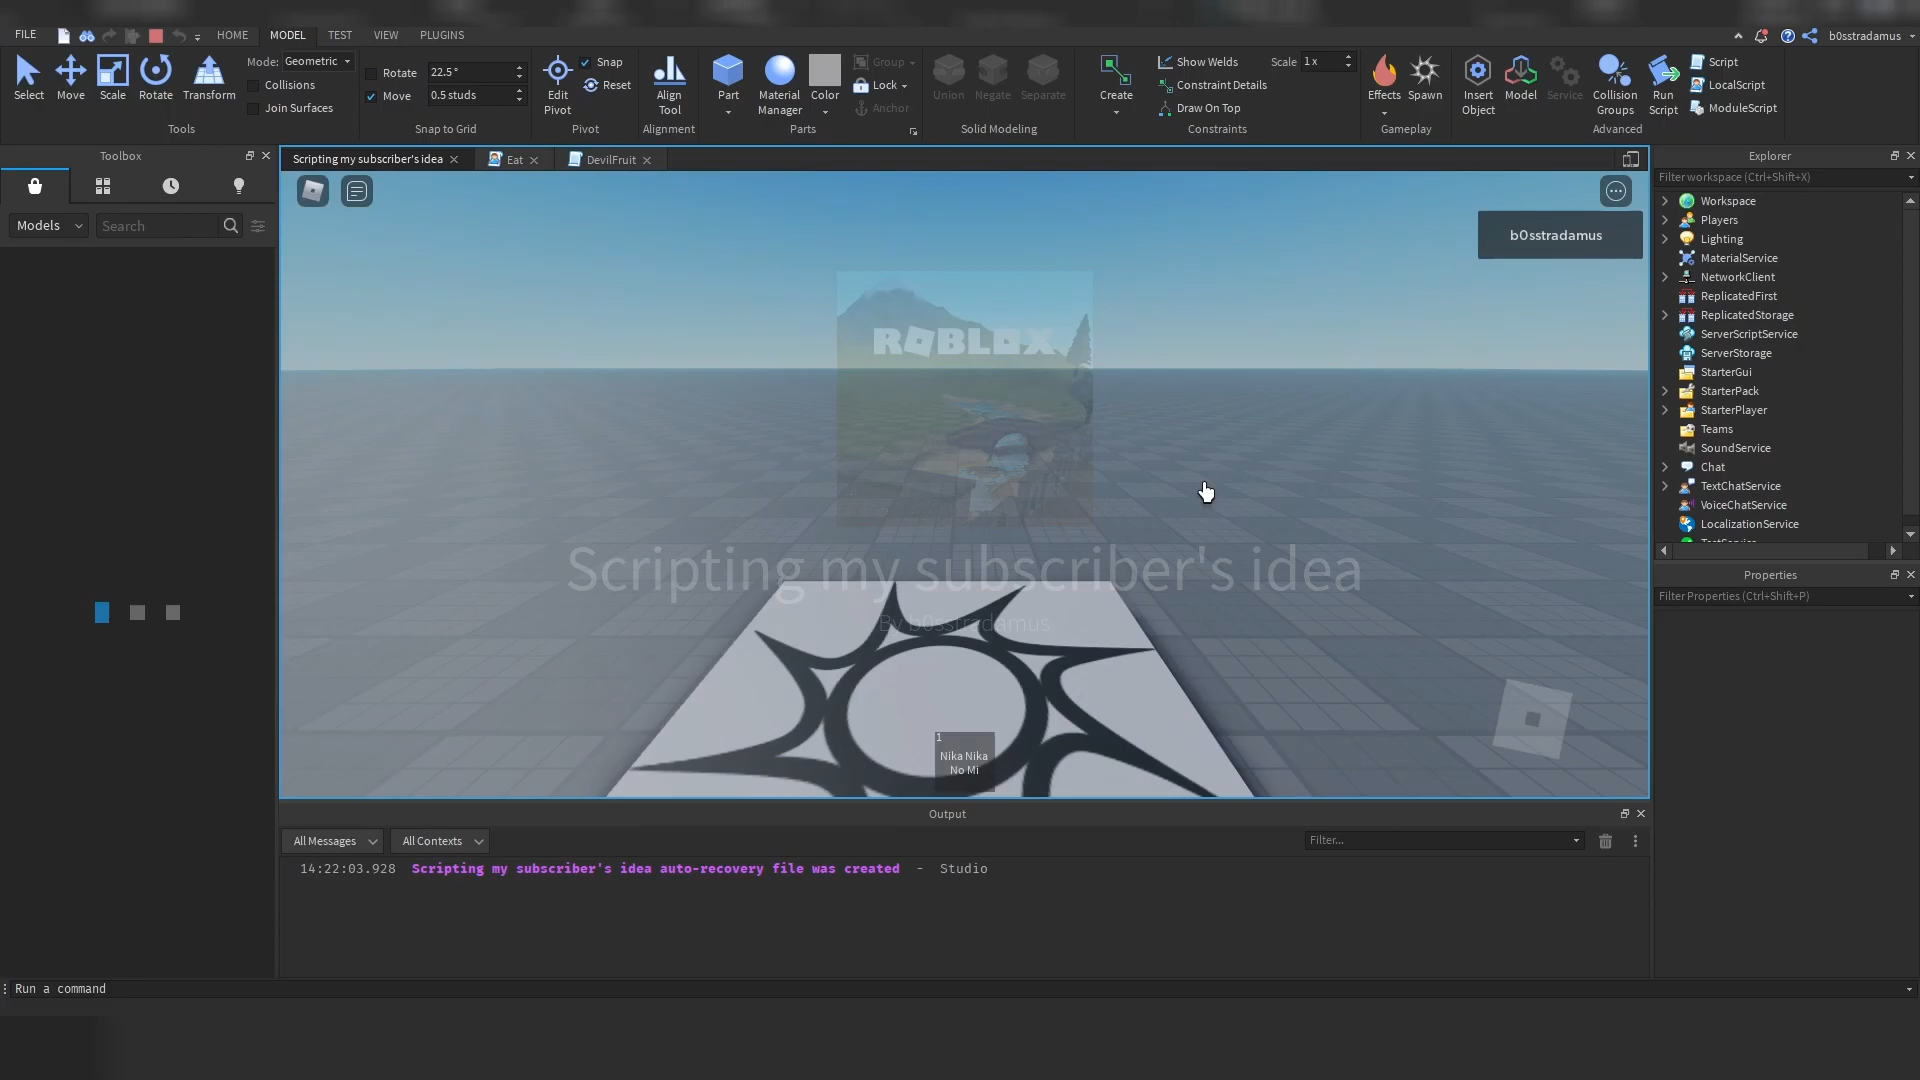 FILE
HOME
MODEL
TEST
VIEW
PLUGINS
b0sstradamus
Select
Move
Scale
Rotate
Transform
Mode: Geometric
Collisions
Join Surfaces
Tools
Rotate
22.5°
Move
0.5 studs
Snap to Grid
Edit
Pivot
Snap
Reset
Pivot
Align
Tool
Alignment
Part
Material
Manager
Color
Group
Lock
Anchor
Parts
Union
Negate
Separate
Solid Modeling
Create
Show Welds
Scale 1x
Constraint Details
Draw On Top
Constraints
Effects
Spawn
Gameplay
Insert
Object
Model
Service
Collision
Groups
Run
Script
Script
LocalScript
ModuleScript
Advanced
Toolbox
Models
Search
Scripting my subscriber's idea
Eat
DevilFruit
b0sstradamus
ROBLOX
Scripting my subscriber's idea
By b0sstradamus
1
Nika Nika
No Mi
Explorer
Filter workspace (Ctrl+Shift+X)
Workspace
Players
Lighting
MaterialService
NetworkClient
ReplicatedFirst
ReplicatedStorage
ServerScriptService
ServerStorage
StarterGui
StarterPack
StarterPlayer
Teams
SoundService
Chat
TextChatService
VoiceChatService
LocalizationService
TestService
Properties
Filter Properties (Ctrl+Shift+P)
Output
All Messages
All Contexts
Filter...
14:22:03.928 Scripting my subscriber's idea auto-recovery file was created - Studio
Run a command